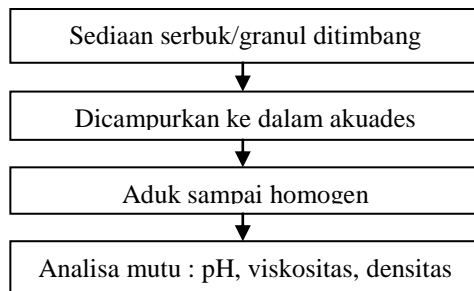 Sediaan serbuk/granul ditimbang
Dicampurkan ke dalam akuades
Aduk sampai homogen
Analisa mutu : pH, viskositas, densitas